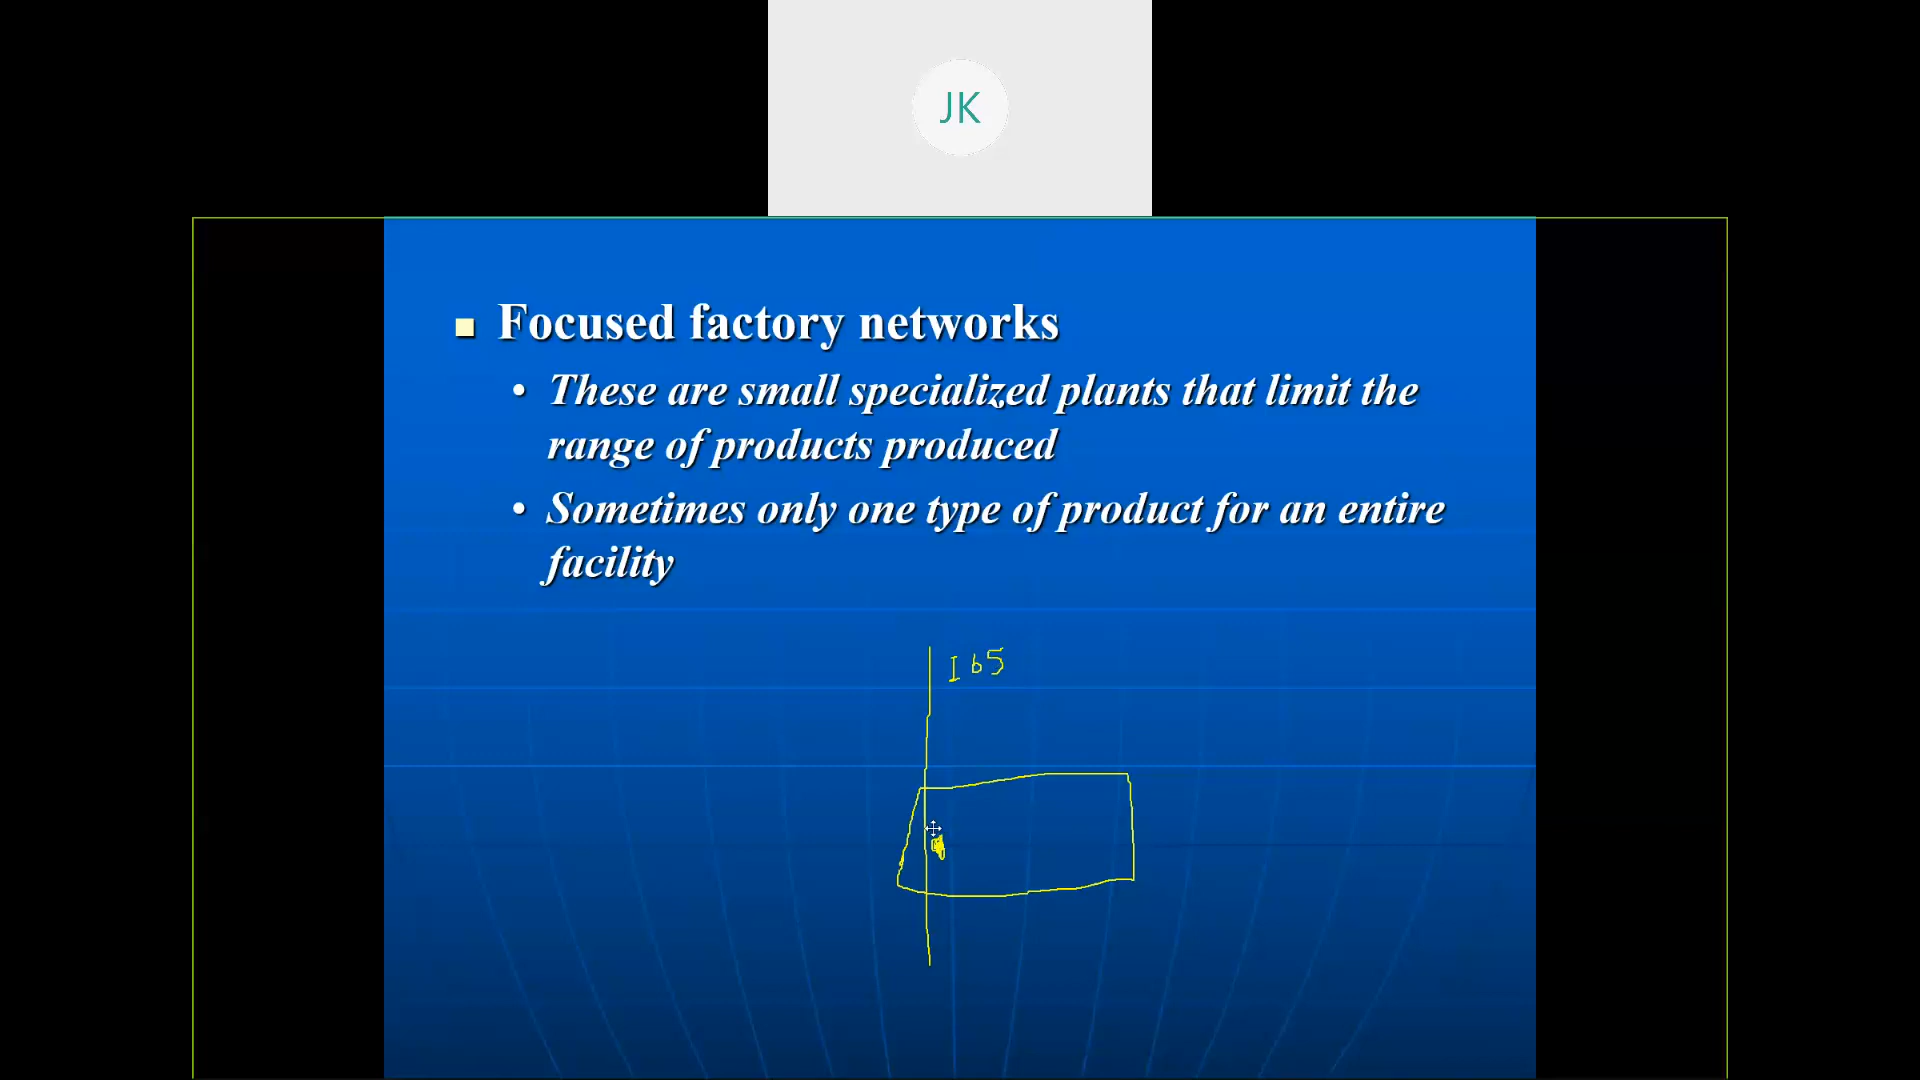 JK
Focused factory networks
These are small specialized plants that limit the
range of products produced
Sometimes only one type of product for an entire
facility
I 65